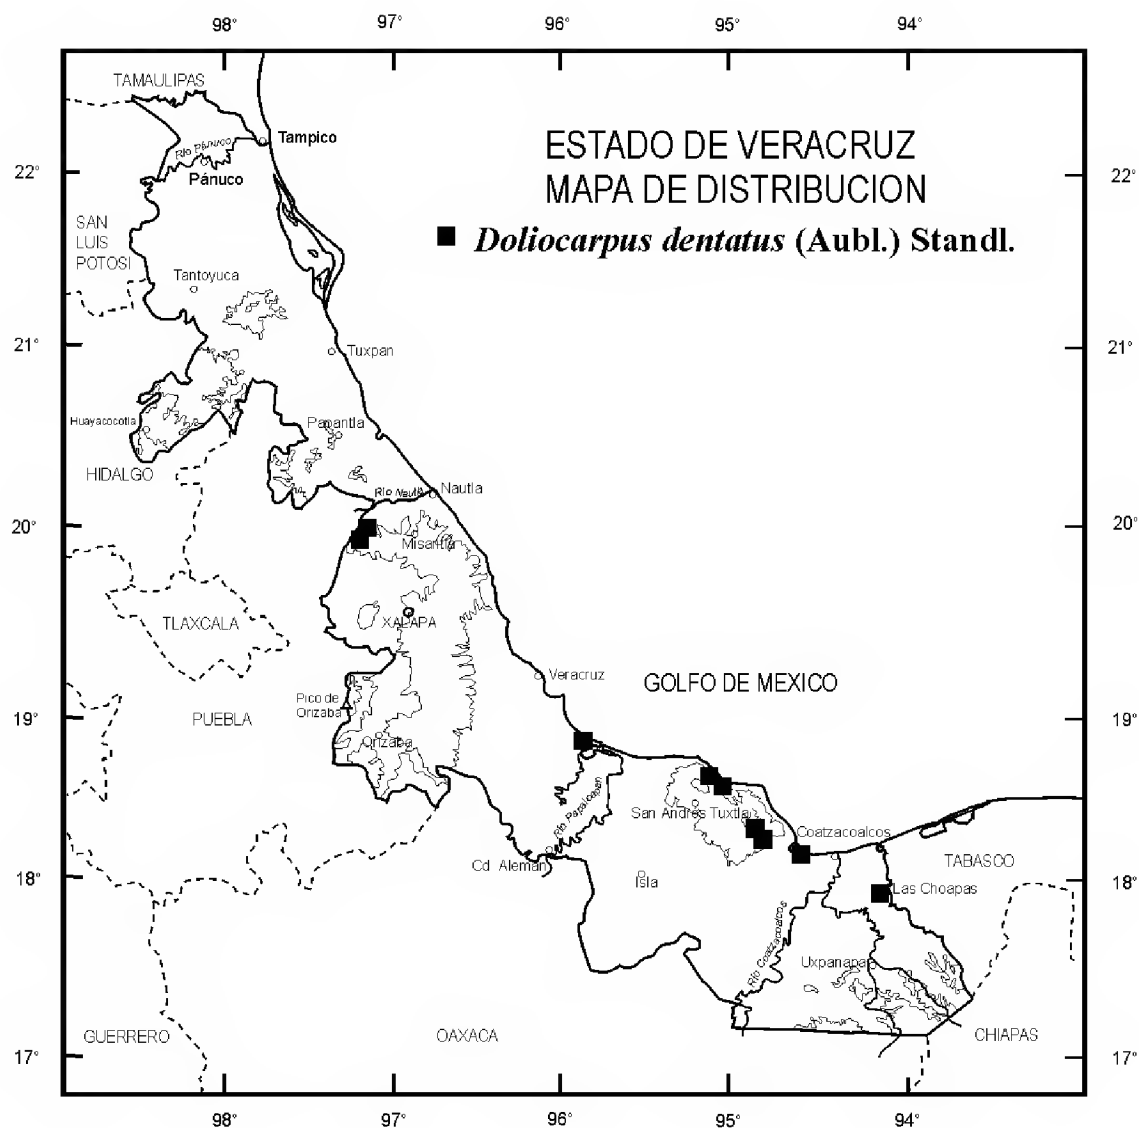 98° 97° 96° 95° 94°
TAMAULIPAS
Tampico
Río Pánuco
Pánuco
ESTADO DE VERACRUZ
MAPA DE DISTRIBUCION
Doliocarpus dentatus (Aubl.) Standl.
22° 22°
SAN
LUIS
POTOSI
Tantoyuca
21° 21°
Tuxpan
Huayacocotla
Papantla
HIDALGO
Río Nautla
Nautla
20° 20°
Misantla
TLAXCALA
XALAPA
Veracruz
GOLFO DE MEXICO
Pico de
Orizaba
PUEBLA
19° 19°
Orizaba
Río Papaloapan
San Andrés Tuxtla
Coatzacoalcos
Cd Alemán
TABASCO
18° 18°
Isla
Las Choapas
Río Coatzacoalcos
Uxpanapa
GUERRERO
OAXACA
CHIAPAS
17° 17°
98° 97° 96° 95° 94°